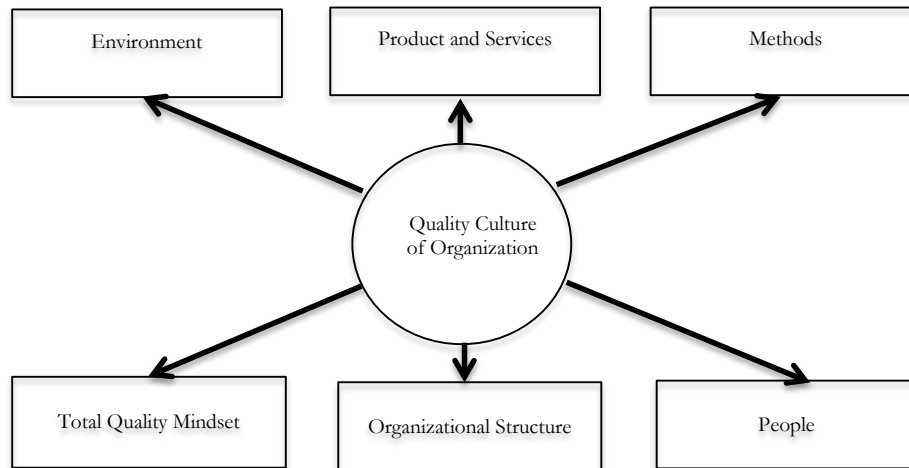 Environment
Product and Services
Methods
Quality Culture
of Organization
Total Quality Mindset
Organizational Structure
People